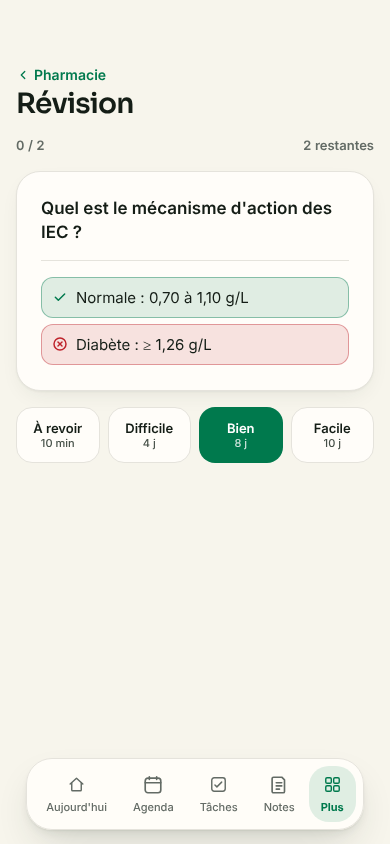 Pharmacie
Révision
0 / 2
2 restantes
Quel est le mécanisme d'action des
IEC ?
Normale : 0,70 à 1,10 g/L
Diabète : ≥ 1,26 g/L
À revoir
10 min
Difficile
4 j
Bien
8 j
Facile
10 j
Aujourd'hui
Agenda
Tâches
Notes
Plus